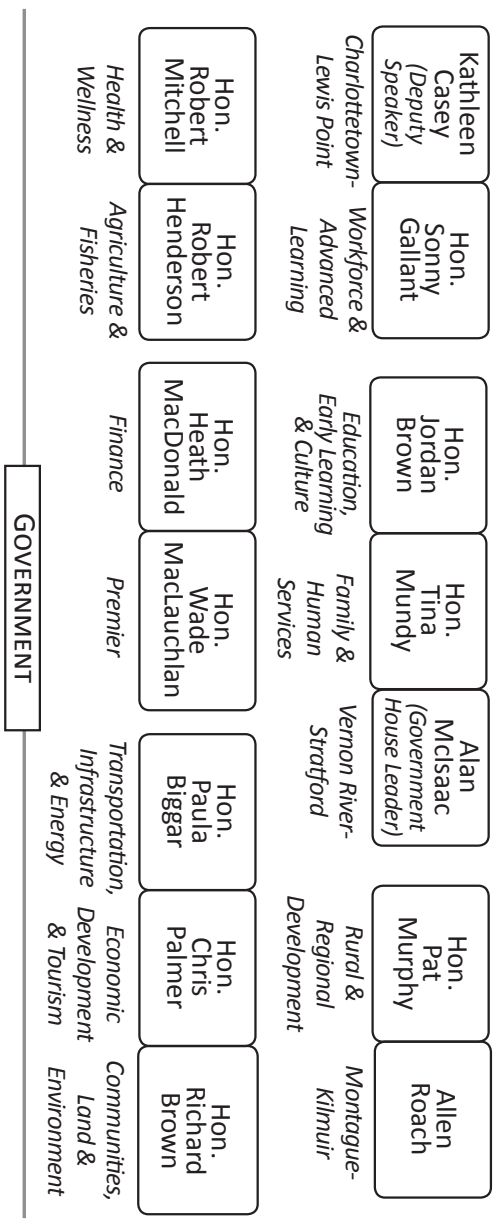 Kathleen
Casey
(Deputy
Speaker)
Charlottetown-
Lewis Point
Hon.
Sonny
Gallant
Workforce &
Advanced
Learning
Hon.
Jordan
Brown
Education,
Early Learning
& Culture
Hon.
Tina
Mundy
Family &
Human
Services
Alan
McIsaac
(Government
House Leader)
Vernon River-
Stratford
Hon.
Pat
Murphy
Rural &
Regional
Development
Allen
Roach
Montague-
Kilmuir
Hon.
Robert
Mitchell
Health &
Wellness
Hon.
Robert
Henderson
Agriculture &
Fisheries
Hon.
Heath
MacDonald
Finance
Hon.
Wade
MacLauchlan
Premier
Hon.
Paula
Biggar
Transportation,
Infrastructure
& Energy
Hon.
Chris
Palmer
Economic
Development
& Tourism
Hon.
Richard
Brown
Communities,
Land &
Environment
GOVERNMENT